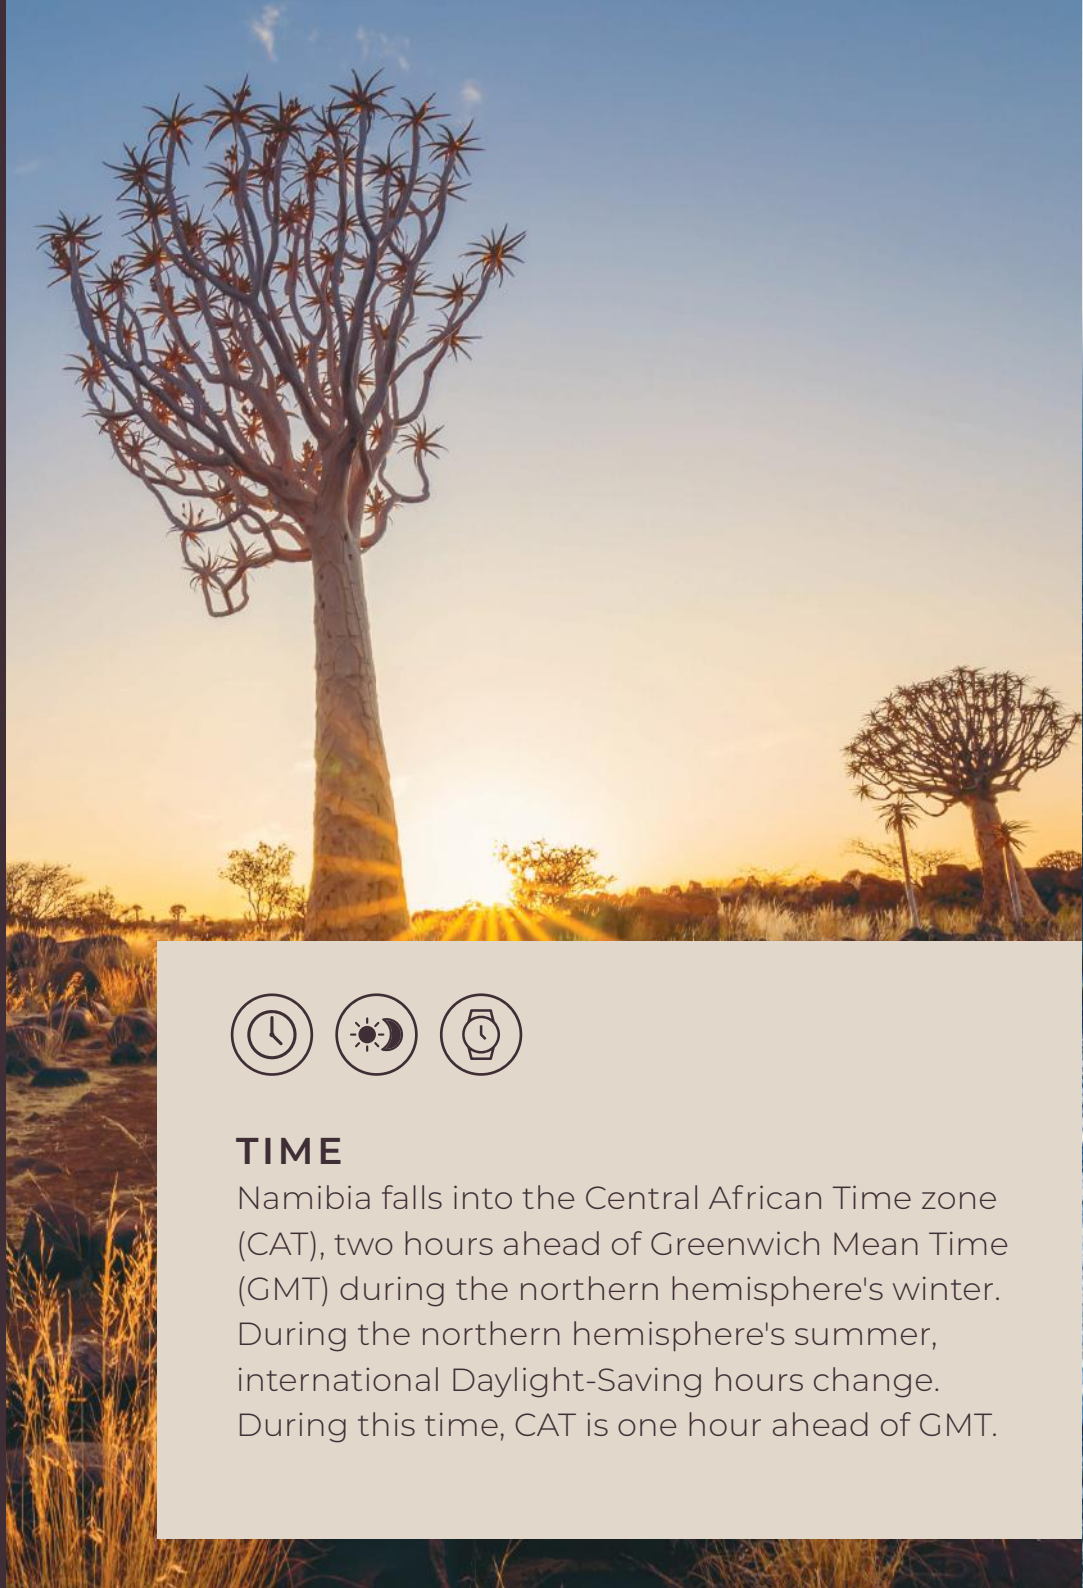 TIME
Namibia falls into the Central African Time zone
(CAT), two hours ahead of Greenwich Mean Time
(GMT) during the northern hemisphere's winter.
During the northern hemisphere's summer,
international Daylight-Saving hours change.
During this time, CAT is one hour ahead of GMT.